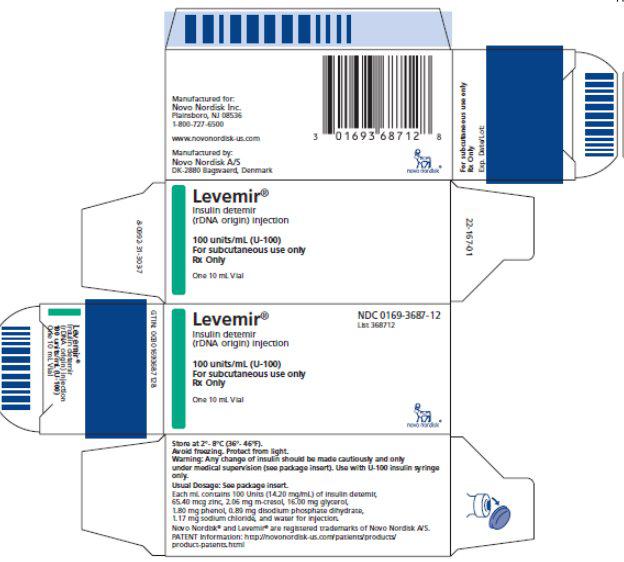 Manufactured for:
Novo Nordisk Inc.
Plainsboro, NJ 08536
1-800-727-6500
www.novonordisk-us.com
Manufactured by:
Novo Nordisk A/S
DK-2880 Bagsvaerd, Denmark
3 01693 68712 8
novo nordisk®
For subcutaneous use only
Rx Only
Exp. Date/Lot:
Levemir®
Insulin detemir
(rDNA origin) injection
100 units/mL (U-100)
For subcutaneous use only
Rx Only
One 10 mL Vial
8-0992-31-303-7
22-167-01
Levemir®
Insulin detemir
(rDNA origin) injection
100 units/mL (U-100)
One 10 mL Vial
Levemir®
Insulin detemir
(rDNA origin) injection
100 units/mL (U-100)
For subcutaneous use only
Rx Only
One 10 mL Vial
NDC 0169-3687-12
List 368712
novo nordisk®
Store at 2°- 8°C (36°- 46°F).
Avoid freezing. Protect from light.
Warning: Any change of insulin should be made cautiously and only
under medical supervision (see package insert). Use with U-100 insulin syringe
only.
Usual Dosage: See package insert.
Each mL contains 100 Units (14.20 mg/mL) of insulin detemir,
65.40 mcg zinc, 2.06 mg m-cresol, 16.00 mg glycerol,
1.80 mg phenol, 0.89 mg disodium phosphate dihydrate,
1.17 mg sodium chloride, and water for injection.
Novo Nordisk® and Levemir® are registered trademarks of Novo Nordisk A/S.
PATENT Information: http://novonordisk-us.com/patients/products/
product-patents.html